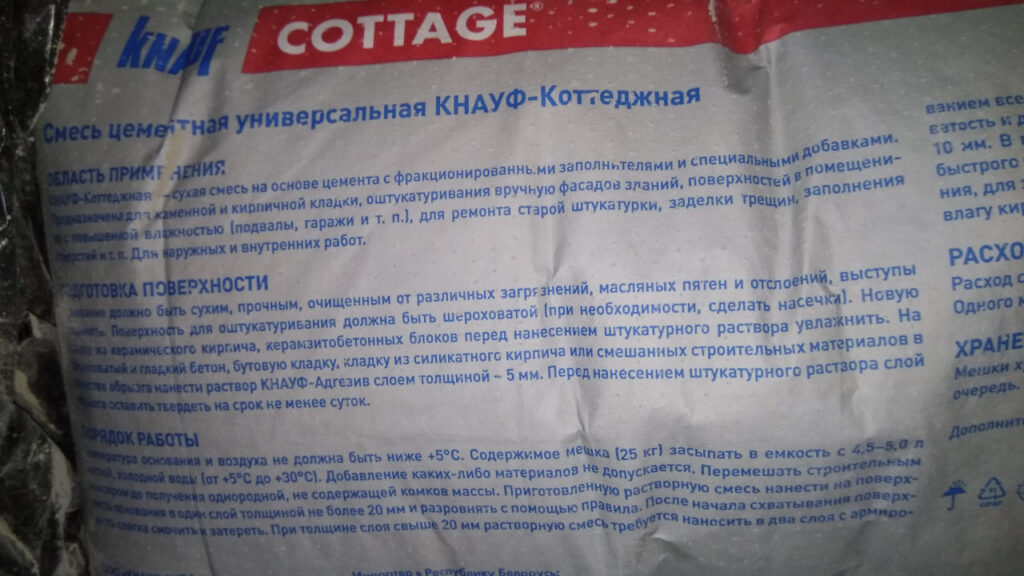 КНАУФ
COTTAGE®
Смесь цементная универсальная КНАУФ-Коттеджная
ОБЛАСТЬ ПРИМЕНЕНИЯ:
КНАУФ-Коттеджная – сухая смесь на основе цемента с фракционированными заполнителями и специальными добавками.
Предназначена для каменной и кирпичной кладки, оштукатуривания вручную фасадов зданий, поверхностей в помещени-
с повышенной влажностью (подвалы, гаражи и т. п.), для ремонта старой штукатурки, заделки трещин, заполнения
отверстий и т. п. Для наружных и внутренних работ.
ПОДГОТОВКА ПОВЕРХНОСТИ
должно быть сухим, прочным, очищенным от различных загрязнений, масляных пятен и отслоений, выступы
Поверхность для оштукатуривания должна быть шероховатой (при необходимости, сделать насечки). Новую
из керамического кирпича, керамзитобетонных блоков перед нанесением штукатурного раствора увлажнить. На
и гладкий бетон, бутовую кладку, кладку из силикатного кирпича или смешанных строительных материалов в
обрызга нанести раствор КНАУФ-Адгезив слоем толщиной ~ 5 мм. Перед нанесением штукатурного раствора слой
оставить твердеть на срок не менее суток.
ПОРЯДОК РАБОТЫ
основания и воздуха не должна быть ниже +5°С. Содержимое мешка (25 кг) засыпать в емкость с 4,5–5,0 л
холодной воды (от +5°С до +30°С). Добавление каких-либо материалов не допускается. Перемешать строительным
до получения однородной, не содержащей комков массы. Приготовленную растворную смесь нанести на поверх-
основания в один слой толщиной не более 20 мм и разровнять с помощью правила. После начала схватывания поверх-
слегка смочить и затереть. При толщине слоя свыше 20 мм растворную смесь требуется наносить в два слоя с армиро-
Импортер в Республику Беларусь:
10 мм. В
быстрого
ния, для
влагу
РАСХО
Расход
Одного
ХРАНЕ
Мешки
очередь.
Дополнит